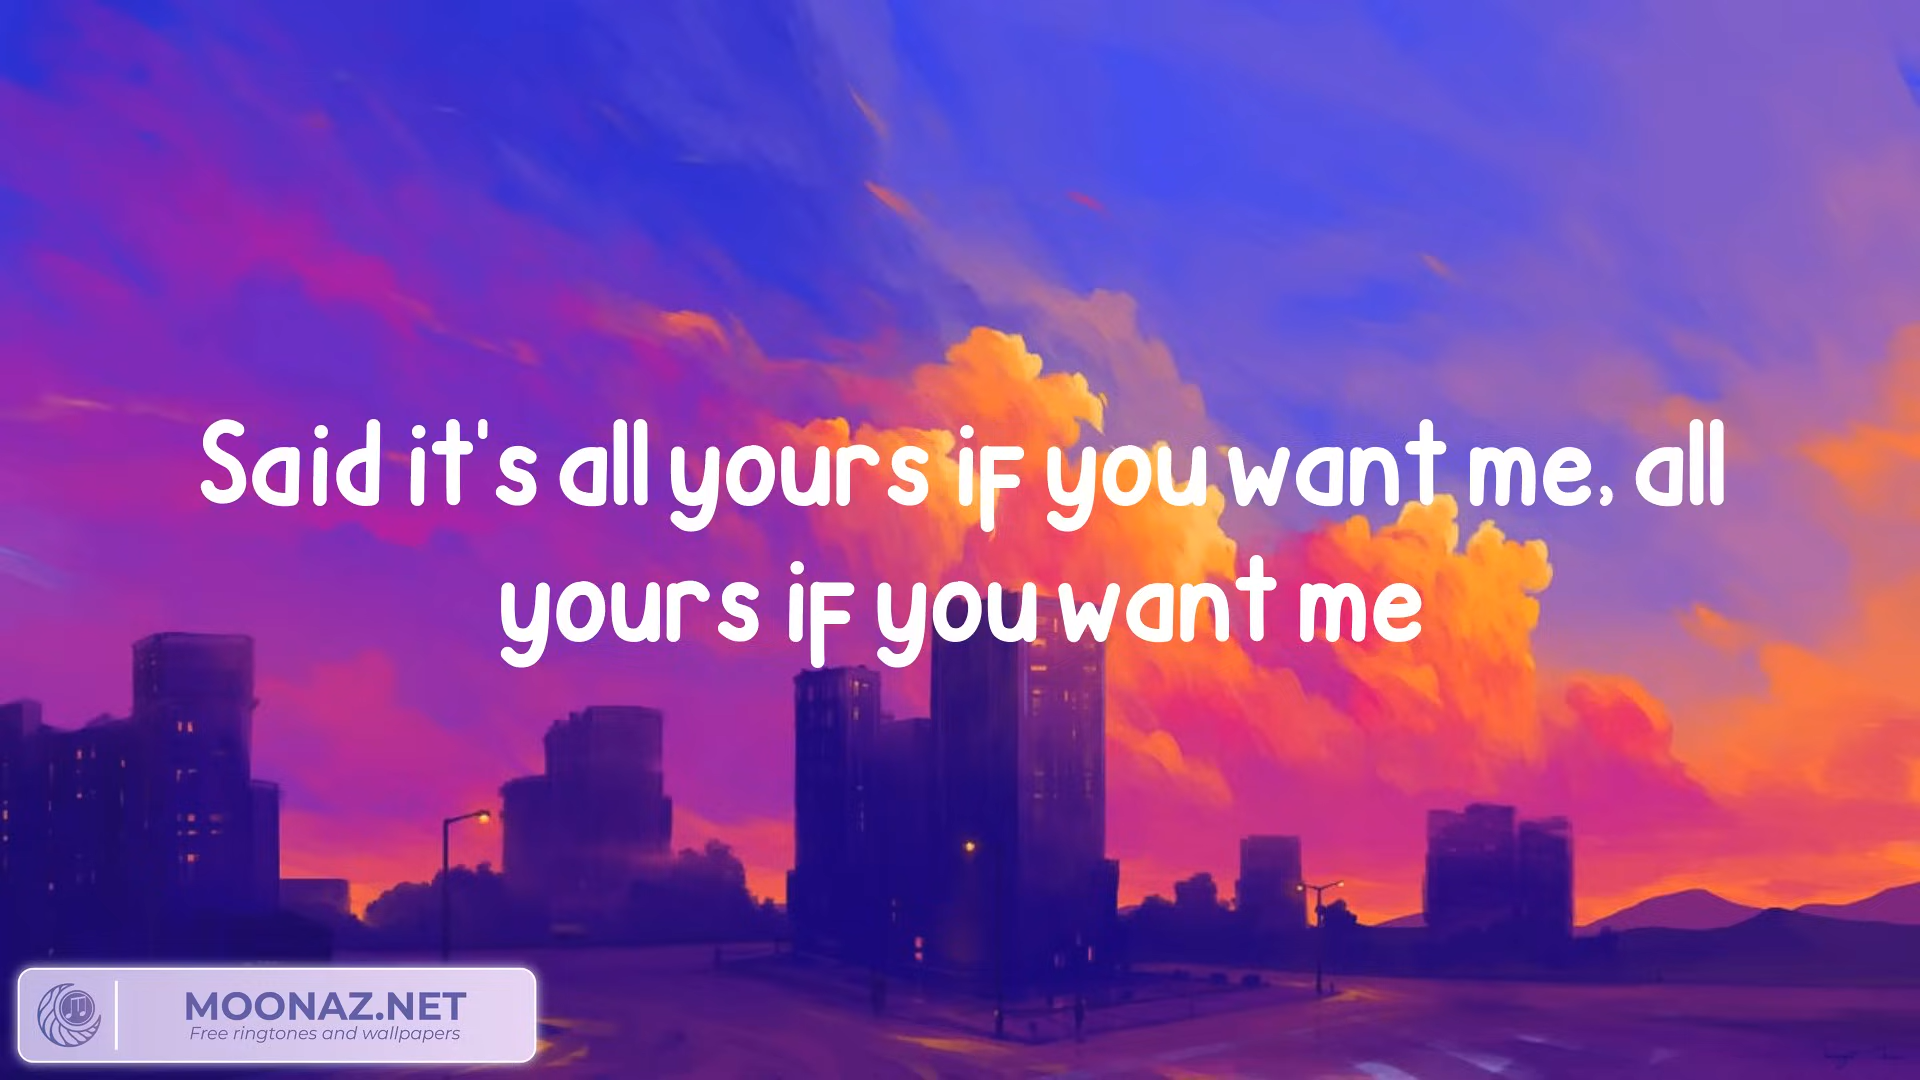 Said it's all yours if you want me, all
yours if you want me
MOONAZ.NET
Free ringtones and wallpapers